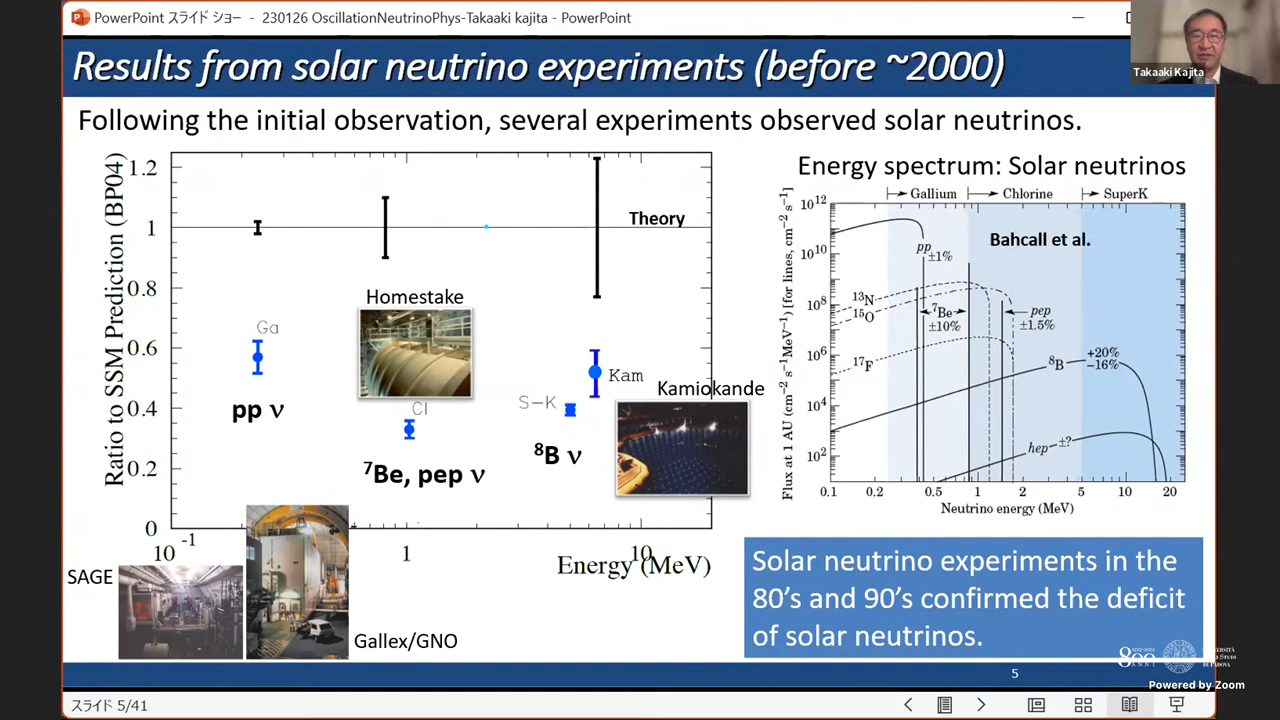 PowerPoint スライド ショー - 230126 OscillationNeutrinoPhys-Takaaki kajita - PowerPoint
Takaaki Kajita
Results from solar neutrino experiments (before ~2000)
Following the initial observation, several experiments observed solar neutrinos.
Ratio to SSM Prediction (BP04)
1.2
1
0.8
0.6
0.4
0.2
0
Theory
Homestake
Ga
pp ν
Cl
⁷Be, pep ν
S-K
⁸B ν
Kam
Kamiokande
10⁻¹
1
10
Energy (MeV)
SAGE
Gallex/GNO
Energy spectrum: Solar neutrinos
Gallium
Chlorine
SuperK
Bahcall et al.
Flux at 1 AU (cm⁻² s⁻¹MeV⁻¹) [for lines, cm⁻² s⁻¹]
10¹²
10¹⁰
10⁸
10⁶
10⁴
10²
pp
±1%
¹³N
¹⁵O
⁷Be
±10%
pep
±1.5%
¹⁷F
⁸B
+20%
−16%
hep ±?
0.1 0.2 0.5 1 2 5 10 20
Neutrino energy (MeV)
Solar neutrino experiments in the
80’s and 90’s confirmed the deficit
of solar neutrinos.
5
Powered by Zoom
スライド 5/41